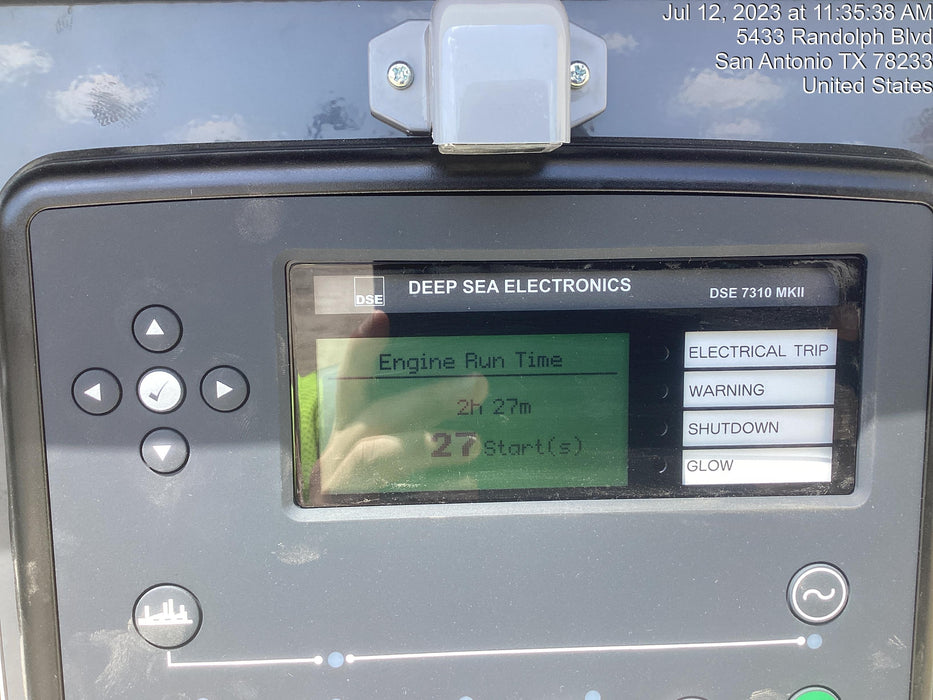 Jul 12, 2023 at 11:35:38 AM
5433 Randolph Blvd
San Antonio TX 78233
United States
DSE
DEEP SEA ELECTRONICS
DSE 7310 MKII
Engine Run Time
2h 27m
27 Start(s)
ELECTRICAL TRIP
WARNING
SHUTDOWN
GLOW